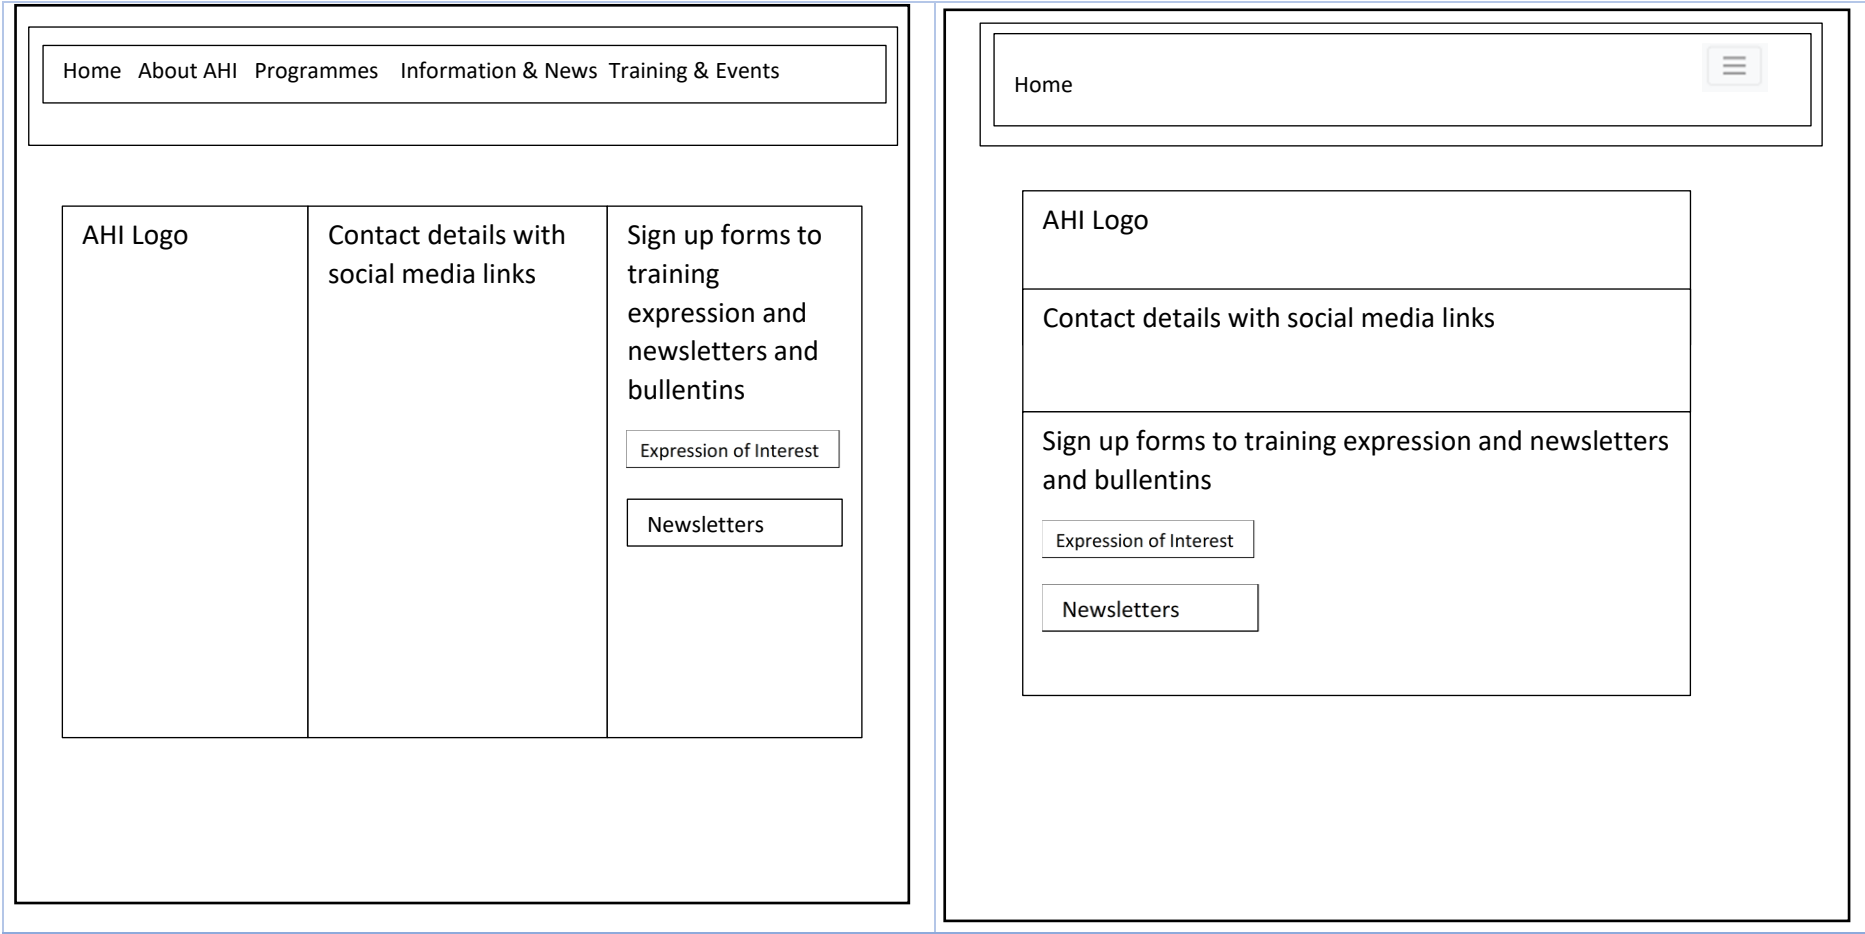 Home About AHI Programmes Information & News Training & Events
AHI Logo
Contact details with
social media links
Sign up forms to
training
expression and
newsletters and
bullentins
Expression of Interest
Newsletters
Home
AHI Logo
Contact details with social media links
Sign up forms to training expression and newsletters
and bullentins
Expression of Interest
Newsletters